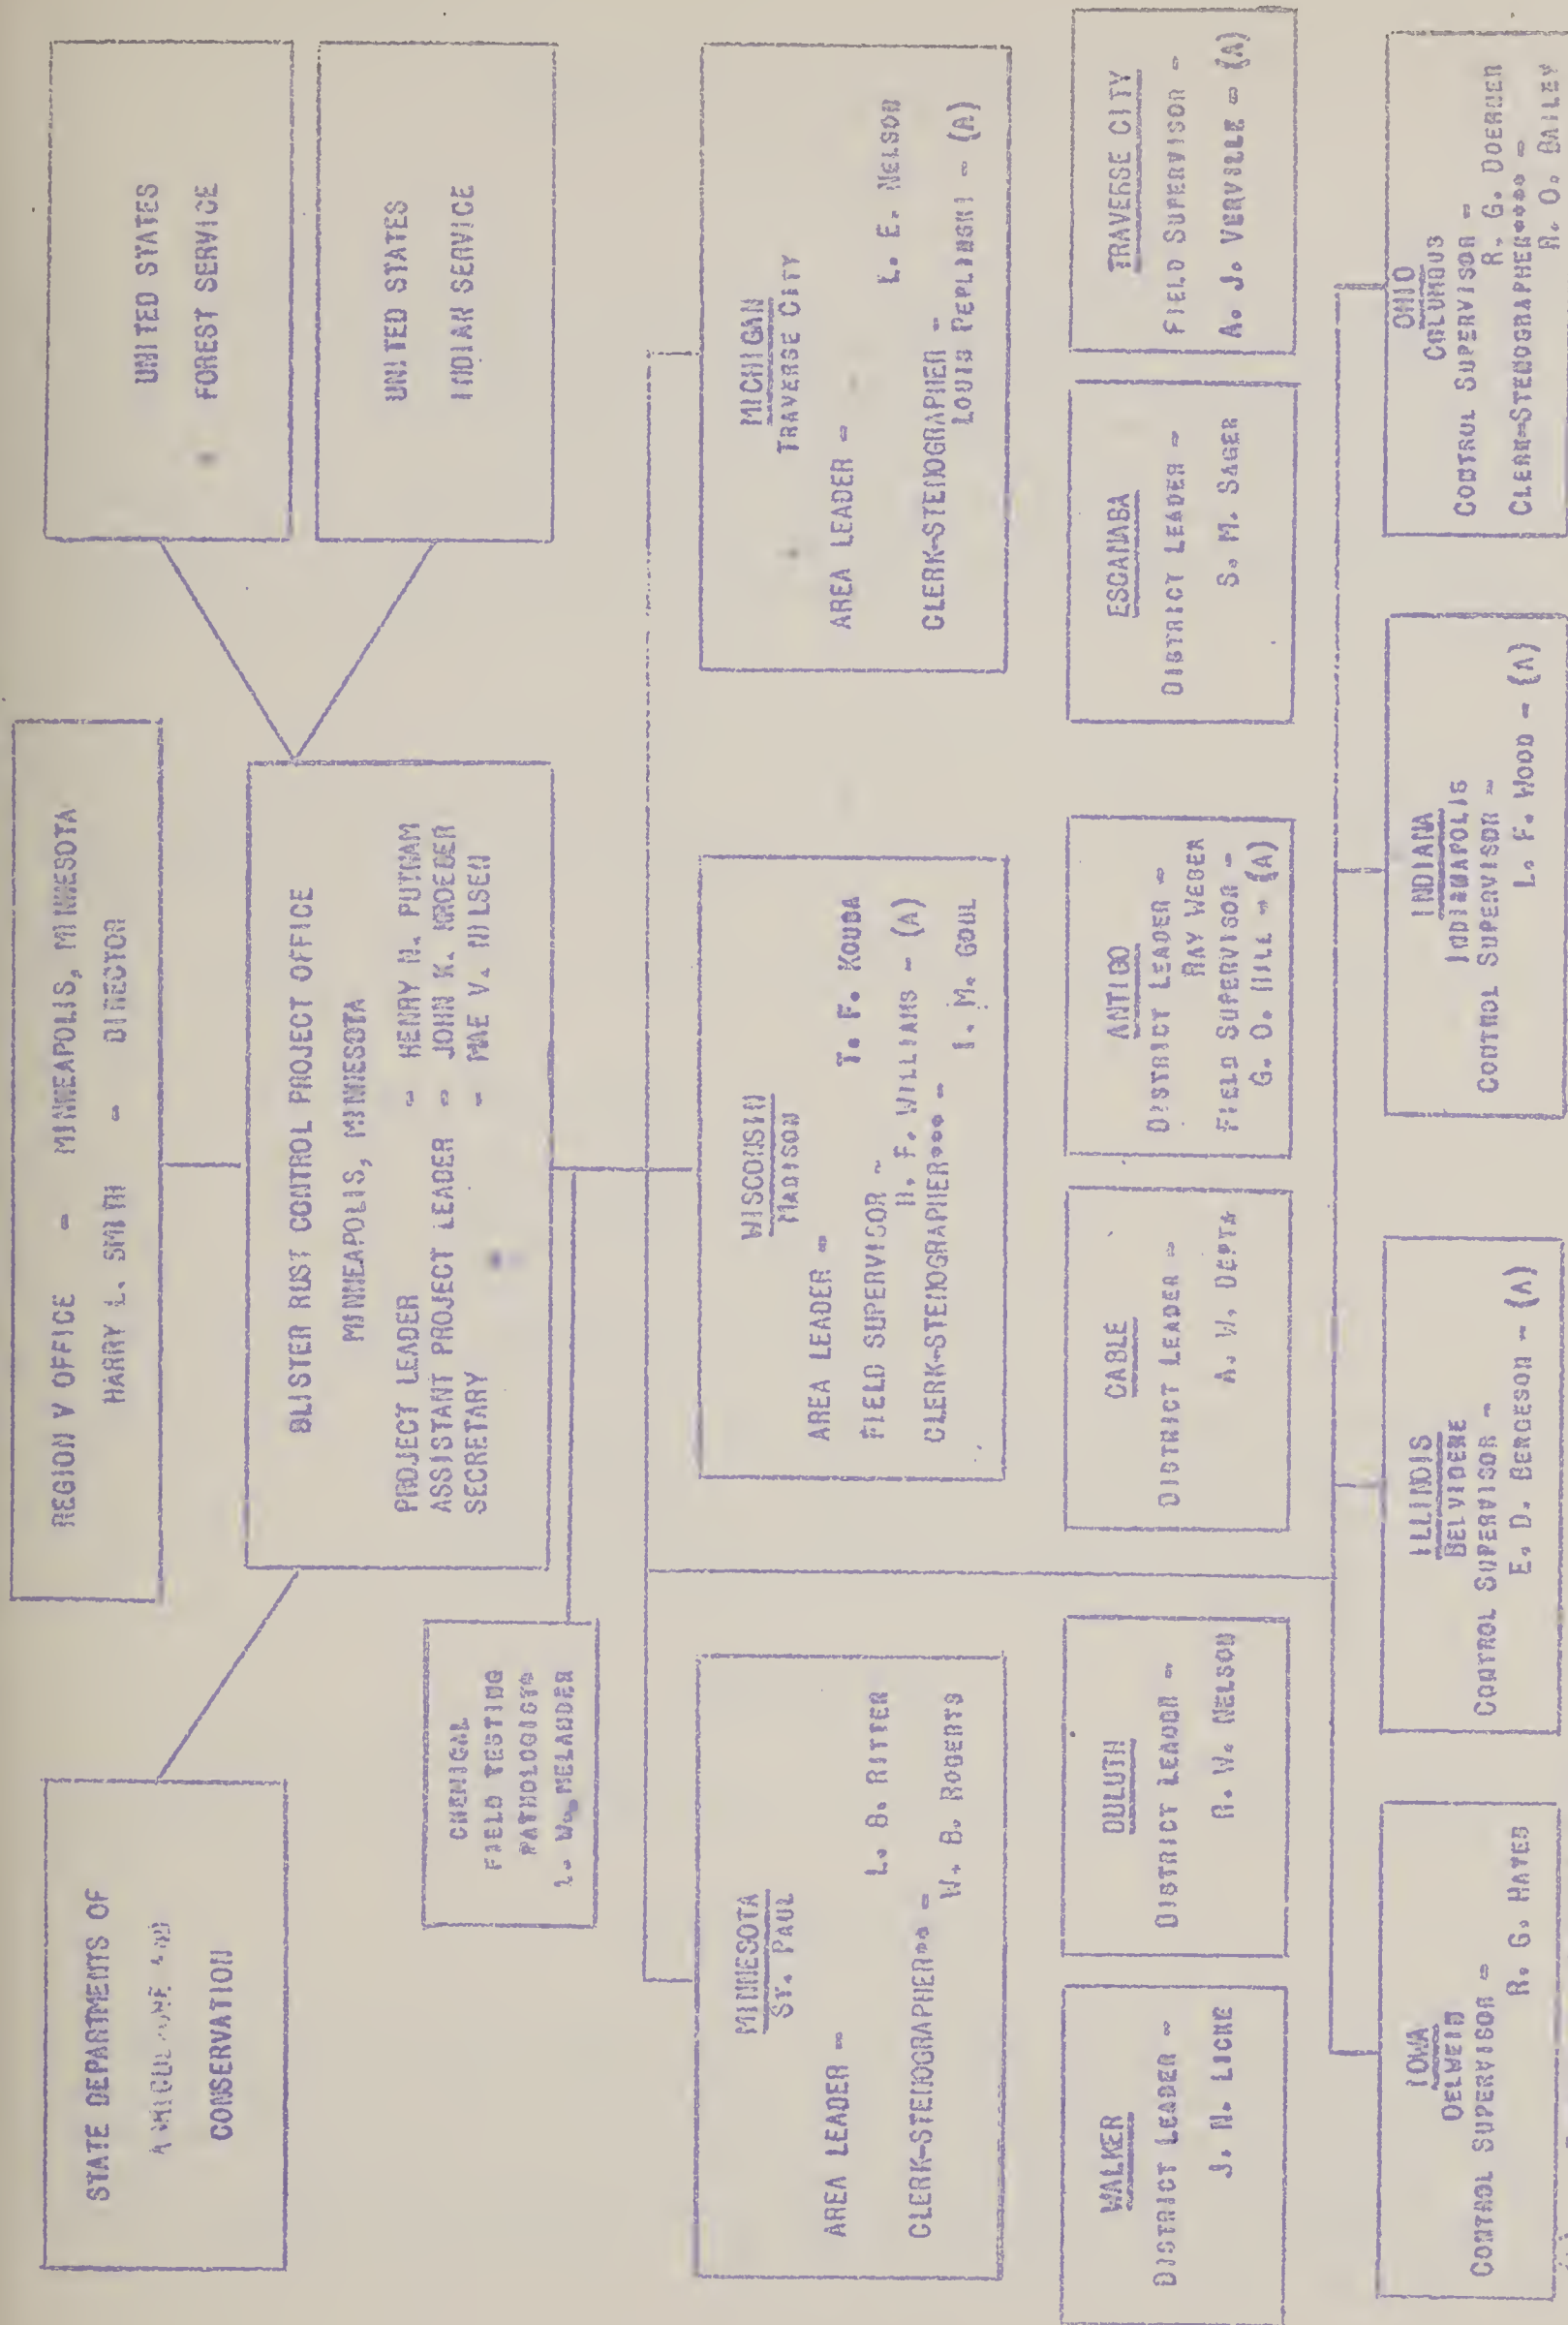 REGION V OFFICE - MINNEAPOLIS, MINNESOTA
HARRY L. SMITH - DIRECTOR
STATE DEPARTMENTS OF
AND
CONSERVATION
BLISTER RUST CONTROL PROJECT OFFICE
MINNEAPOLIS, MINNESOTA
PROJECT LEADER - HENRY N. PUTNAM
ASSISTANT PROJECT LEADER - JOHN K. KROEBER
SECRETARY - MAE V. NILSEN
UNITED STATES
FOREST SERVICE
UNITED STATES
INDIAN SERVICE
CHEMICAL
FIELD TESTING
PATHOLOGIST*
L. W. MELANDER
MINNESOTA
ST. PAUL
AREA LEADER -
L. B. RITTER
CLERK-STENOGRAPHER** -
W. B. ROBERTS
WISCONSIN
MADISON
AREA LEADER -
T. F. KOUBA
FIELD SUPERVISOR -
H. F. WILLIAMS - (A)
CLERK-STENOGRAPHER*** -
I. M. GOUL
MICHIGAN
TRAVERSE CITY
AREA LEADER -
L. E. NELSON
CLERK-STENOGRAPHER -
LOUIS PEPLINSKI - (A)
WALKER
DISTRICT LEADER -
J. N. LICKE
DULUTH
DISTRICT LEADER -
R. W. NELSON
CABLE
DISTRICT LEADER -
A. W. DEPTA
ANTIGO
DISTRICT LEADER -
RAY WEBER
FIELD SUPERVISOR -
G. O. HILL - (A)
ESCANABA
DISTRICT LEADER -
S. M. SAGER
TRAVERSE CITY
FIELD SUPERVISOR -
A. J. VERVILLE - (A)
IOWA
OELWEIN
CONTROL SUPERVISOR -
R. G. HAYES
ILLINOIS
BELVIDERE
CONTROL SUPERVISOR -
E. D. BERGESON - (A)
INDIANA
INDIANAPOLIS
CONTROL SUPERVISOR -
L. F. WOOD - (A)
OHIO
COLUMBUS
CONTROL SUPERVISOR -
R. G. DOERNER
CLERK-STENOGRAPHER**** -
R. O. BAILEY